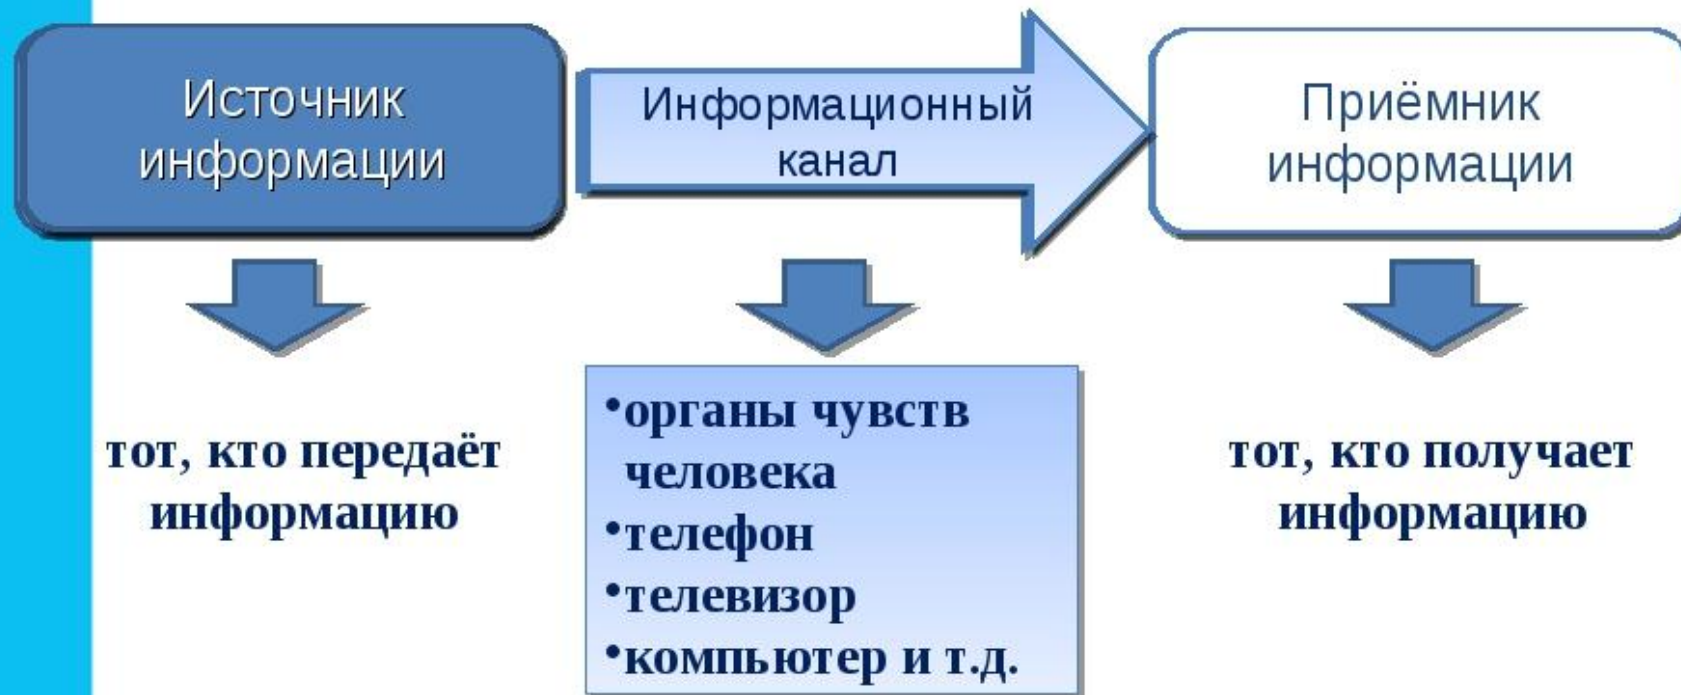 Источник
информации
Информационный
канал
Приёмник
информации
тот, кто передаёт
информацию
•органы чувств
человека
•телефон
•телевизор
•компьютер и т.д.
тот, кто получает
информацию